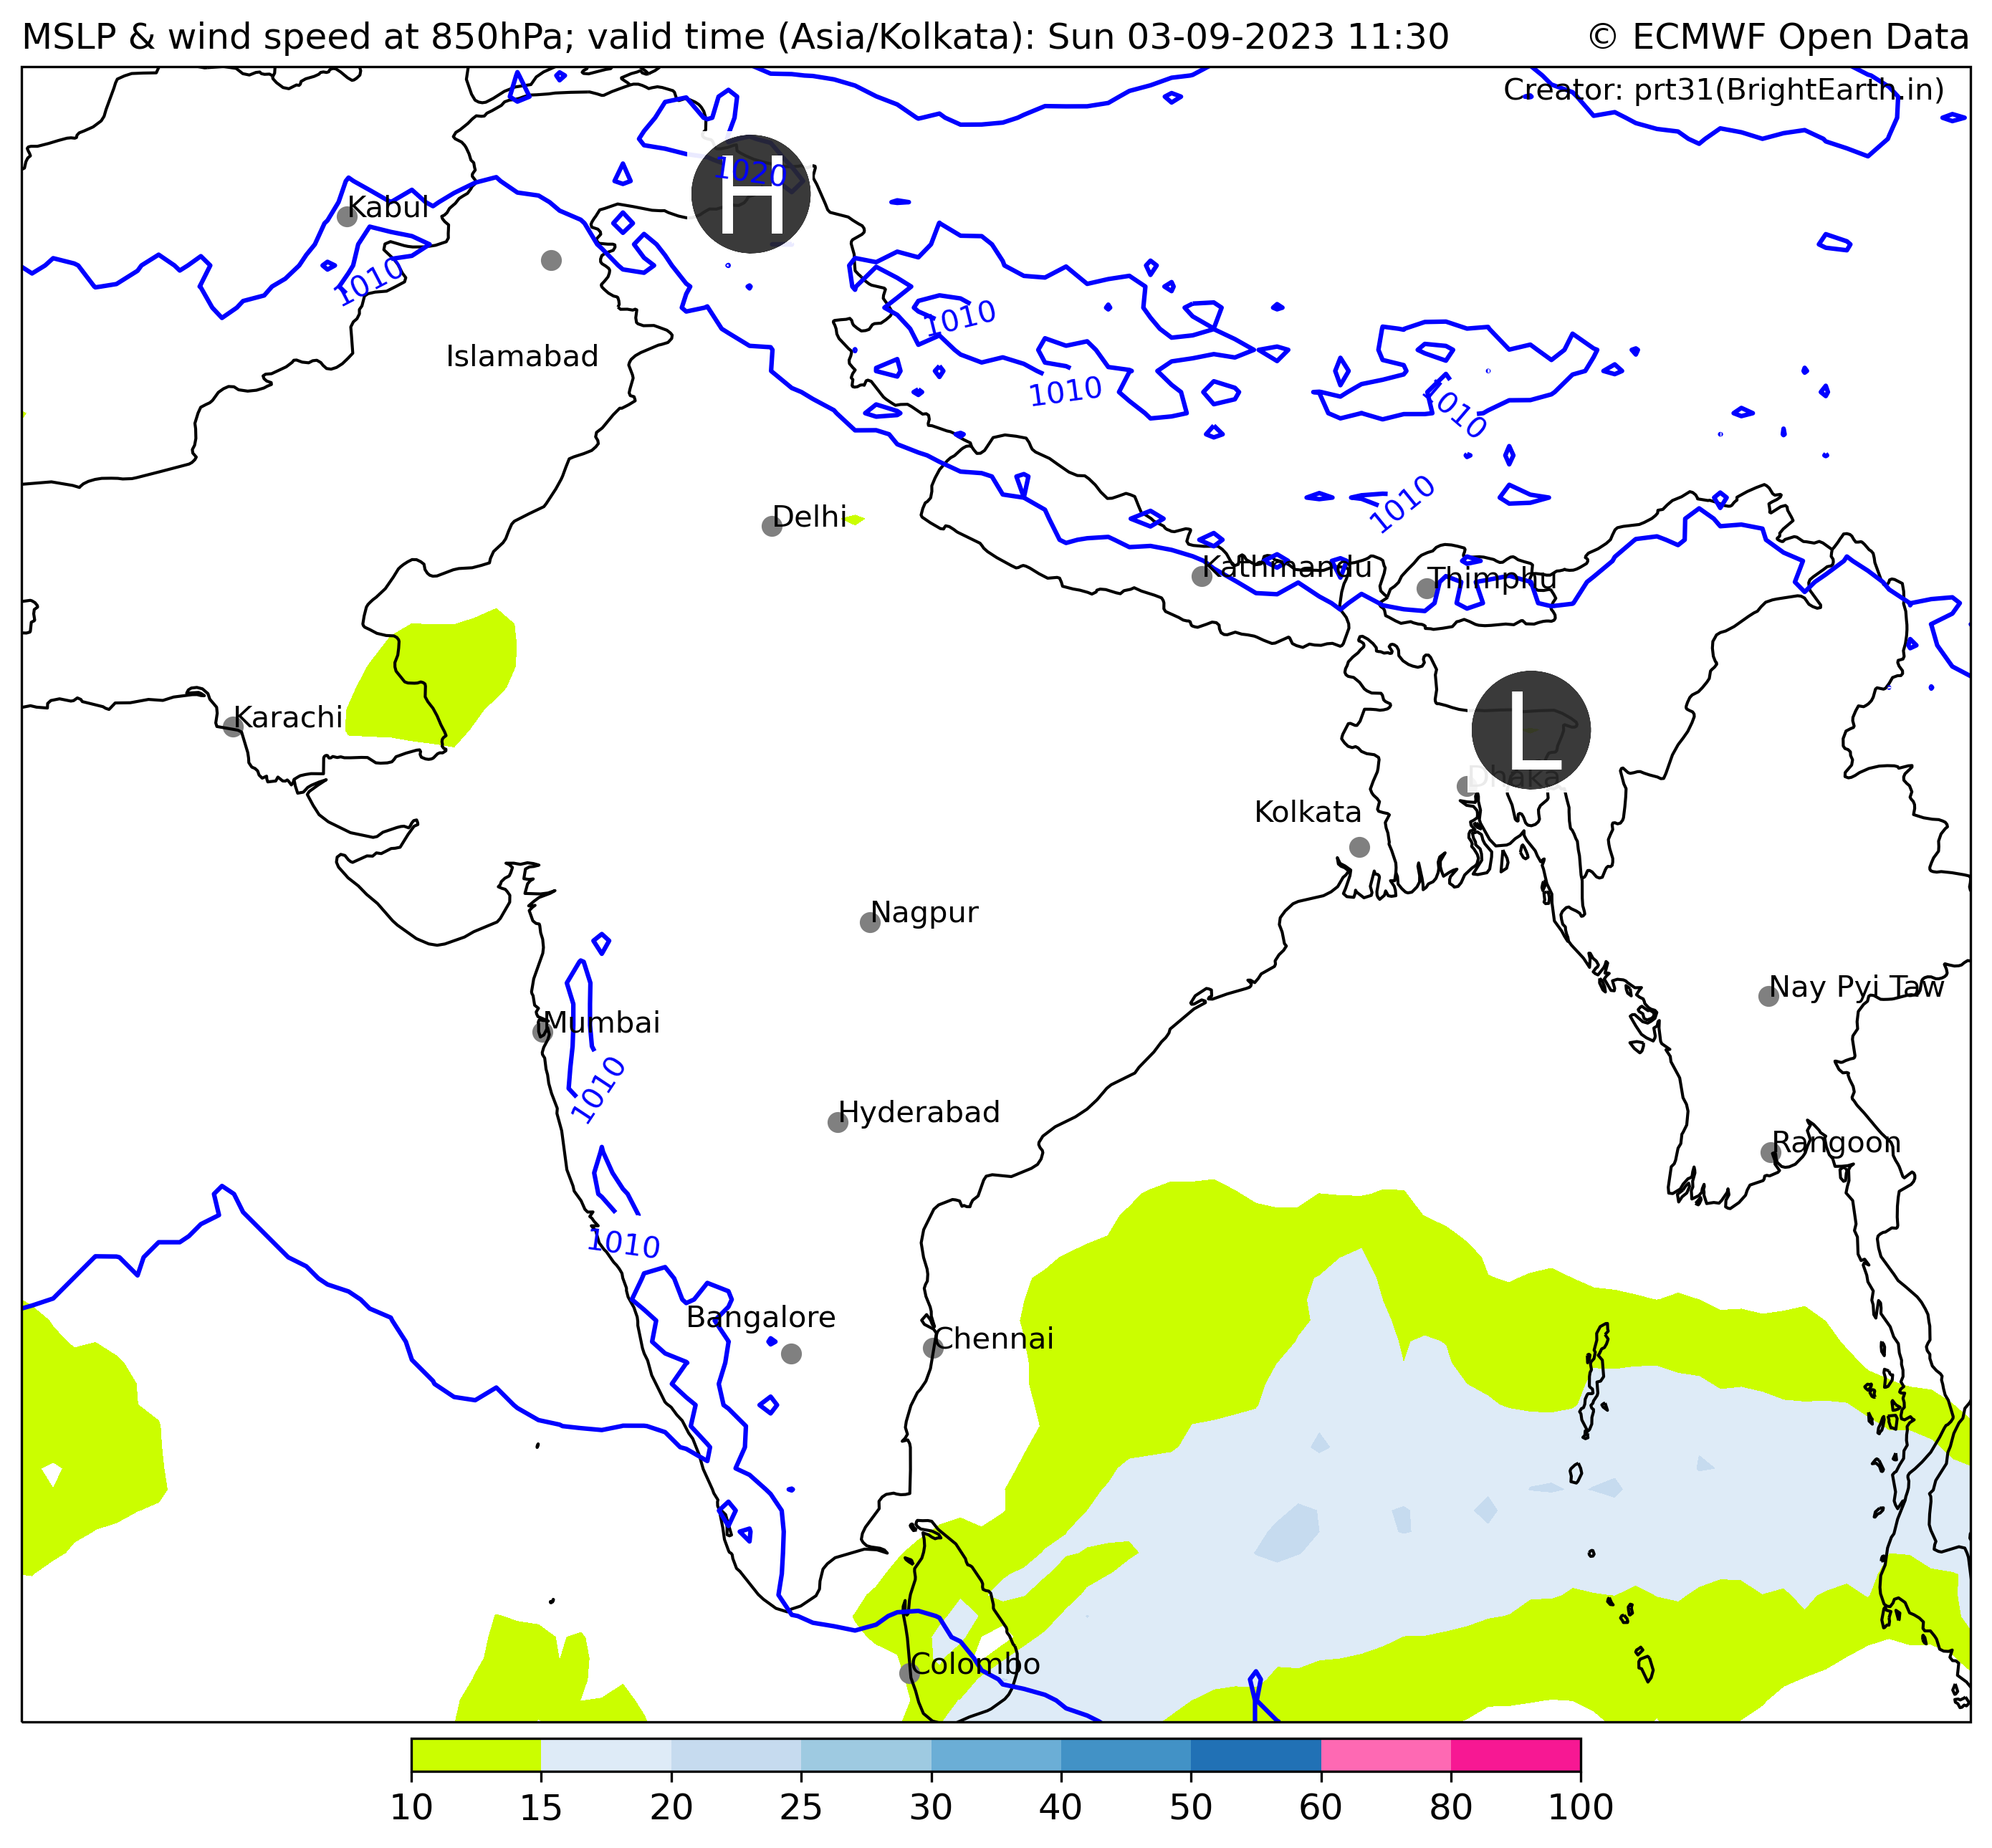 MSLP & wind speed at 850hPa; valid time (Asia/Kolkata): Sun 03-09-2023 11:30
© ECMWF Open Data
Creator: prt31(BrightEarth.in)
1020
H
Kabul
1010
1010
Islamabad
1010
1010
1010
Delhi
Kathmandu
Thimphu
Karachi
L
Dhaka
Kolkata
Nagpur
Nay Pyi Taw
Mumbai
1010
Hyderabad
Rangoon
1010
Bangalore
Chennai
Colombo
10 15 20 25 30 40 50 60 80 100